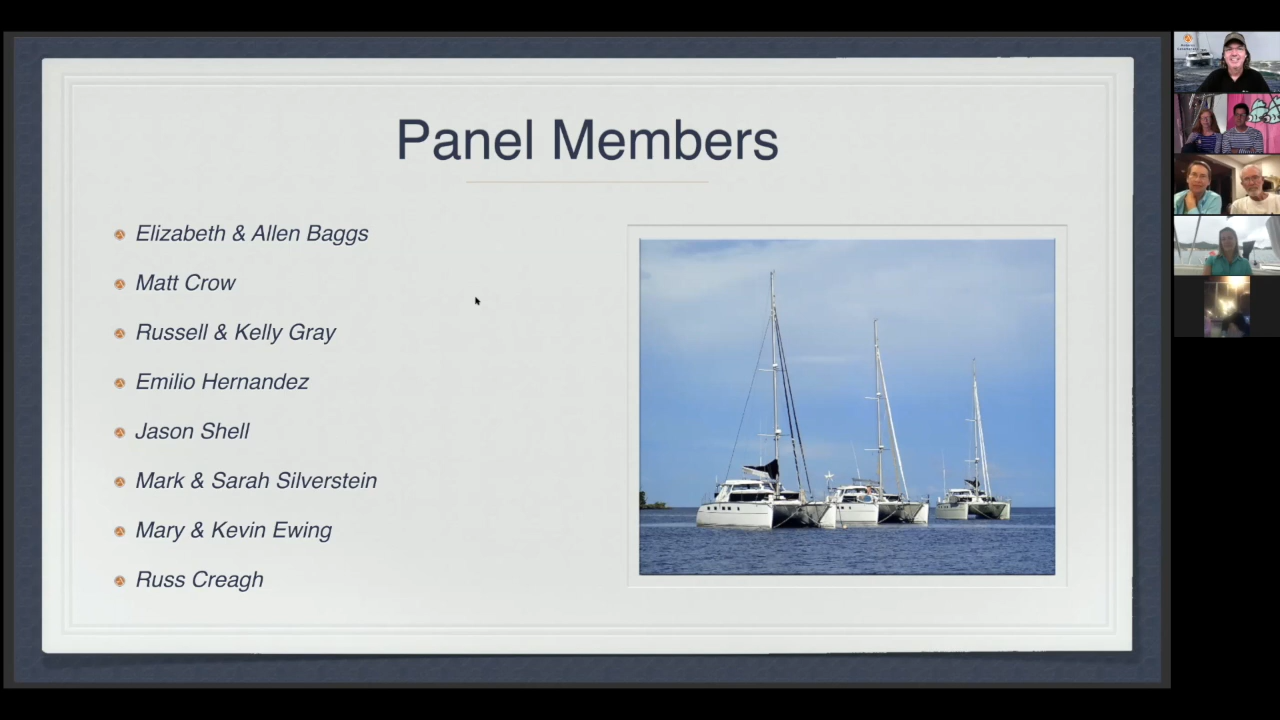 Panel Members
Elizabeth & Allen Baggs
Matt Crow
Russell & Kelly Gray
Emilio Hernandez
Jason Shell
Mark & Sarah Silverstein
Mary & Kevin Ewing
Russ Creagh